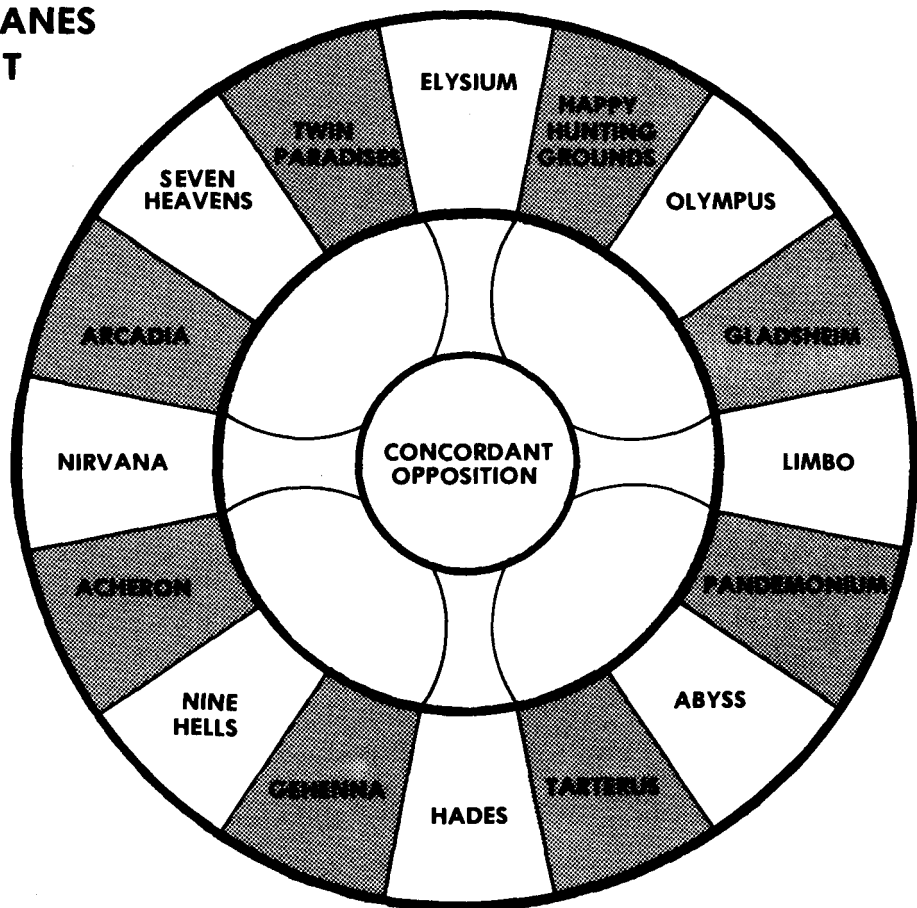 ANES
T
ELYSIUM
HAPPY
HUNTING
GROUNDS
TWIN
PARADISES
SEVEN
HEAVENS
OLYMPUS
ARCADIA
GLADSHEIM
NIRVANA
CONCORDANT
OPPOSITION
LIMBO
ACHERON
PANDEMONIUM
NINE
HELLS
ABYSS
GEHENNA
TARTERUS
HADES